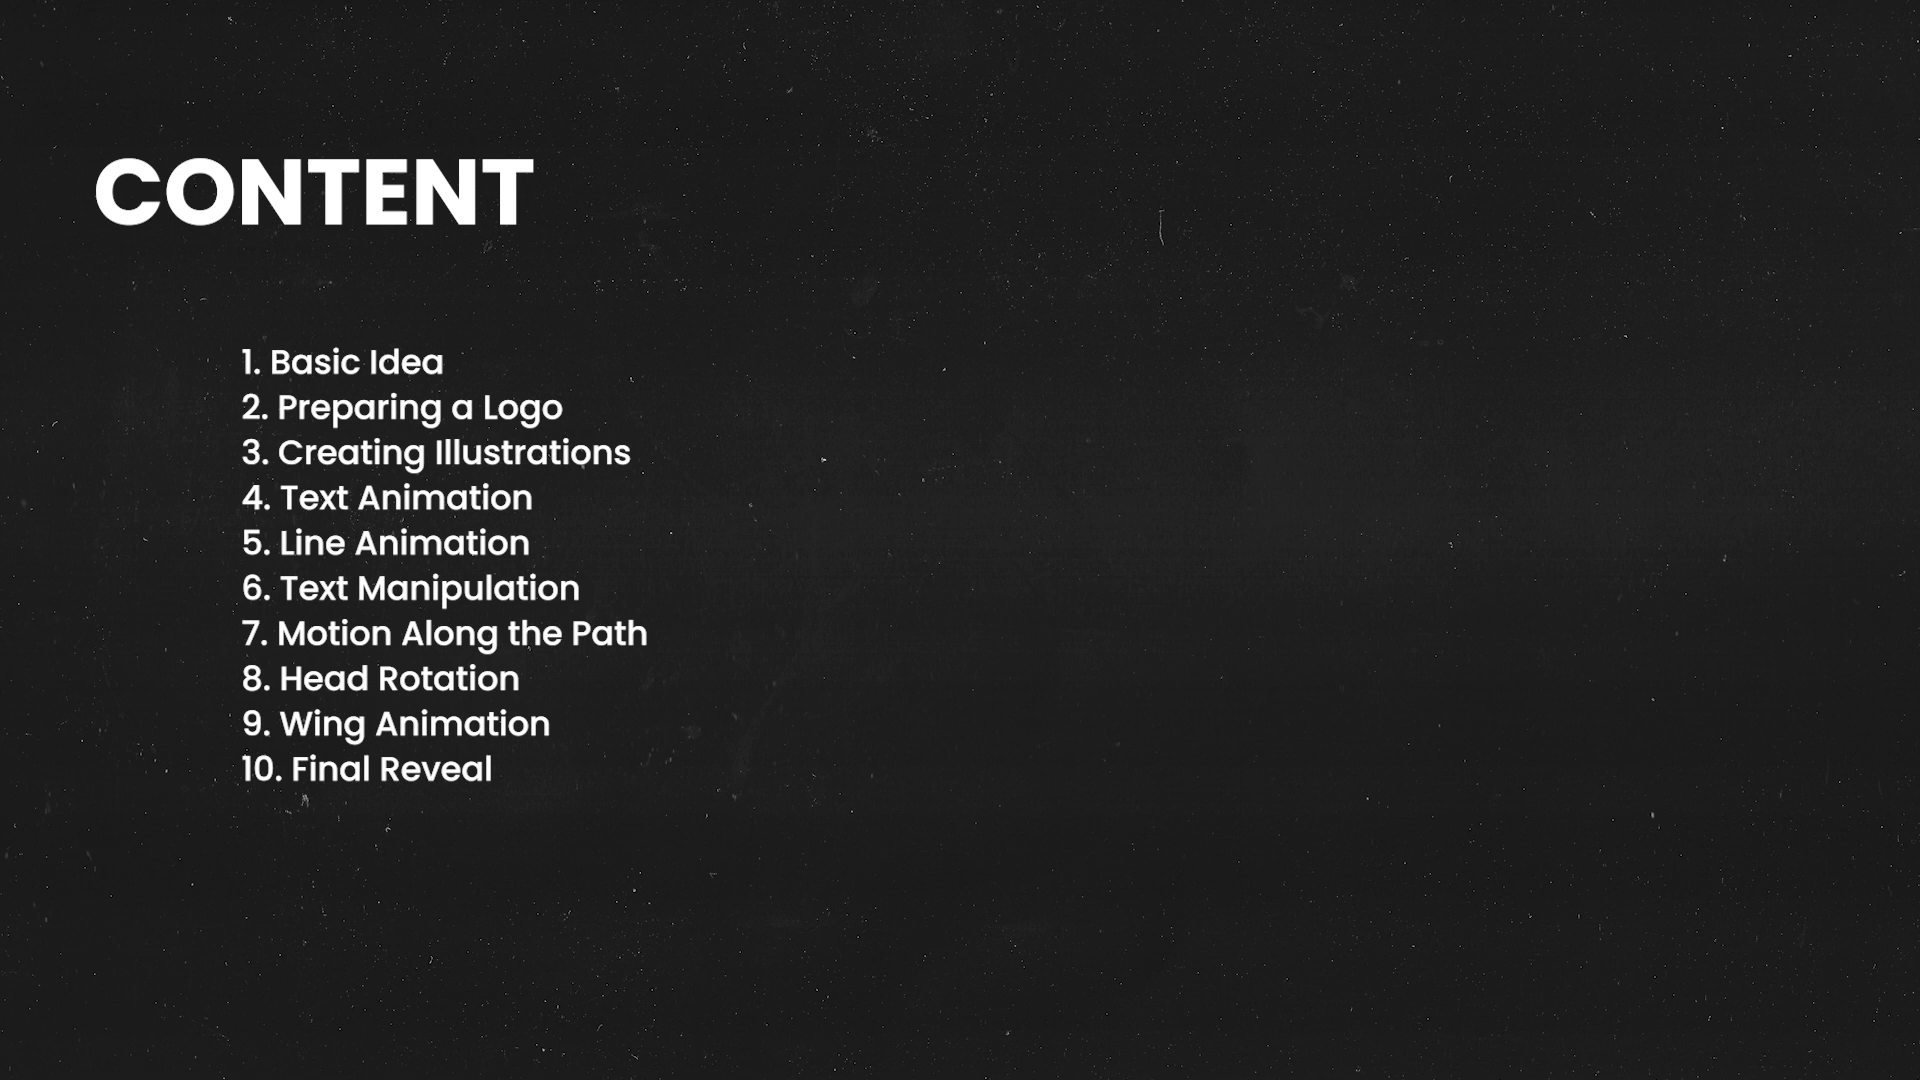 CONTENT
1. Basic Idea
2. Preparing a Logo
3. Creating Illustrations
4. Text Animation
5. Line Animation
6. Text Manipulation
7. Motion Along the Path
8. Head Rotation
9. Wing Animation
10. Final Reveal